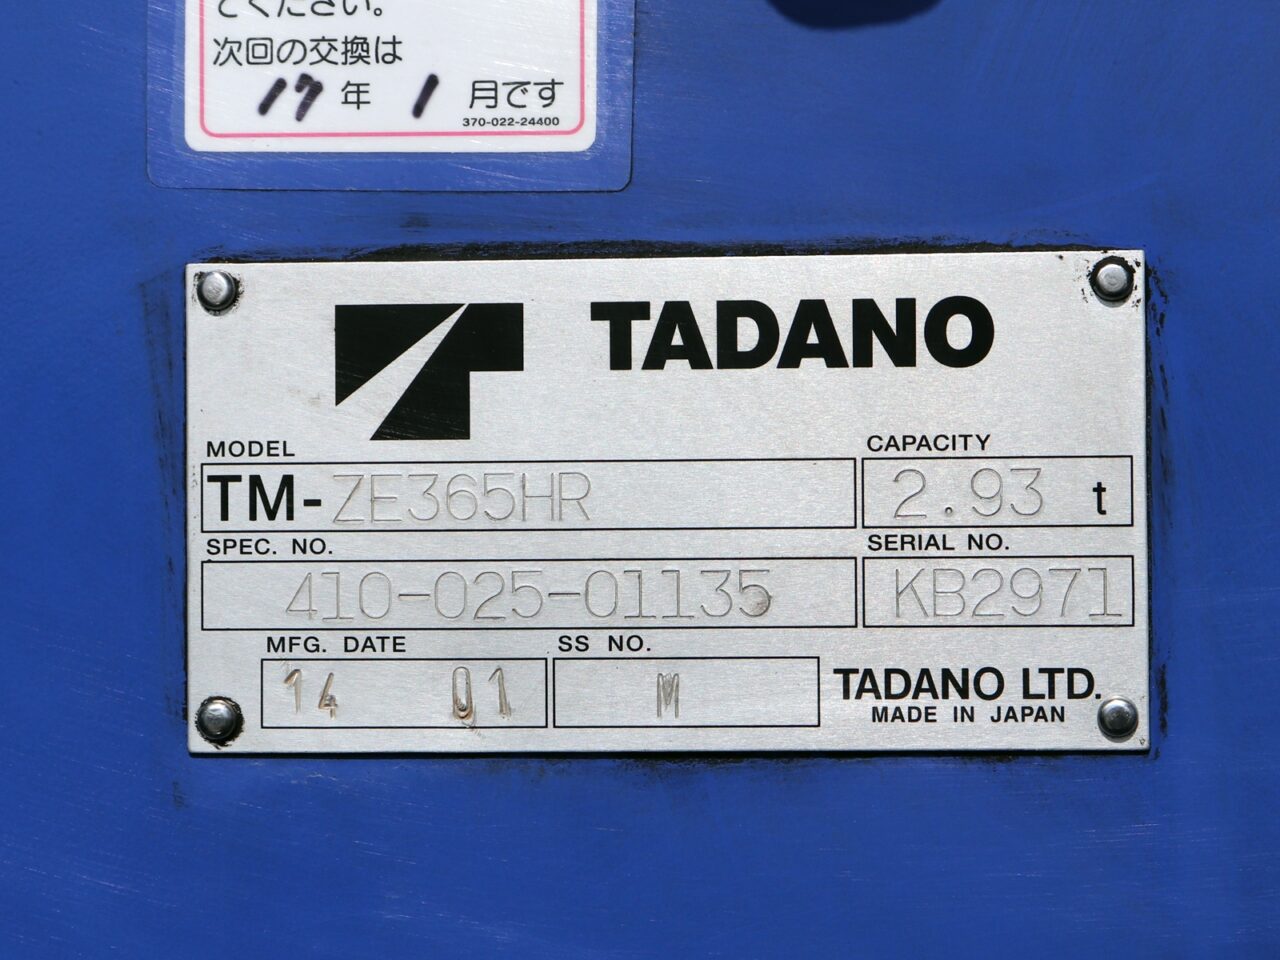 てください。
次回の交換は
17年 1月です
370-022-24400
TADANO
MODEL
TM-ZE365HR
CAPACITY
2.93 t
SPEC. NO.
410-025-01135
SERIAL NO.
KB2971
MFG. DATE
14 01
SS NO.
M
TADANO LTD.
MADE IN JAPAN